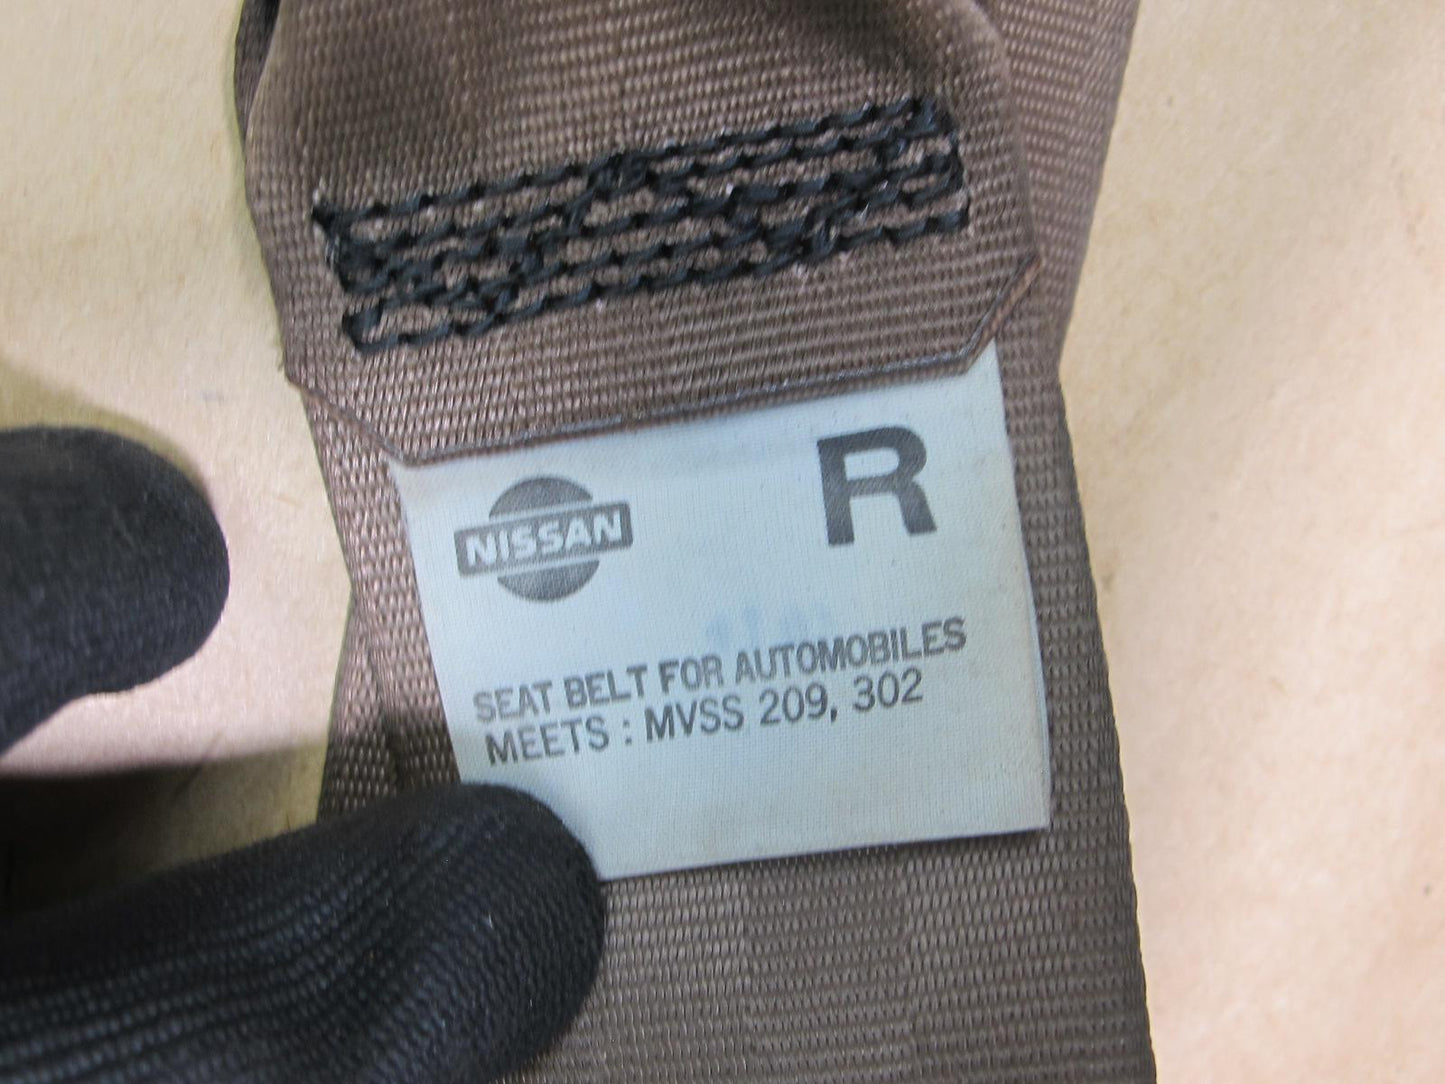 NISSAN
R
SEAT BELT FOR AUTOMOBILES
MEETS : MVSS 209, 302